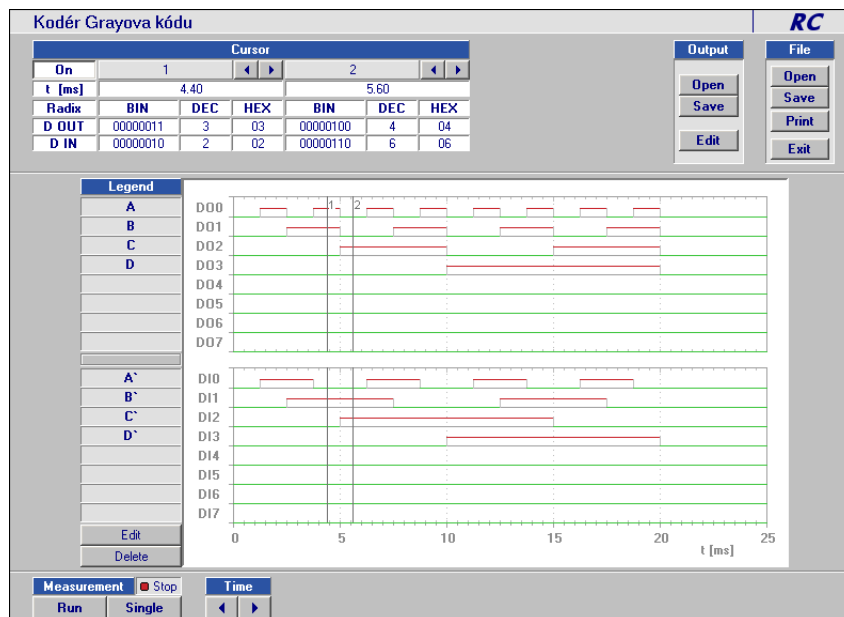 Kodér Grayova kódu
RC
Cursor
On 1 2
t [ms] 4.40 5.60
Radix BIN DEC HEX BIN DEC HEX
D OUT 00000011 3 03 00000100 4 04
D IN 00000010 2 02 00000110 6 06
Output
Open
Save
Edit
File
Open
Save
Print
Exit
Legend
A
B
C
D
A`
B`
C`
D`
Edit
Delete
1 2
DO0
DO1
DO2
DO3
DO4
DO5
DO6
DO7
DI0
DI1
DI2
DI3
DI4
DI5
DI6
DI7
0 5 10 15 20 25
t [ms]
Measurement Stop
Run Single
Time